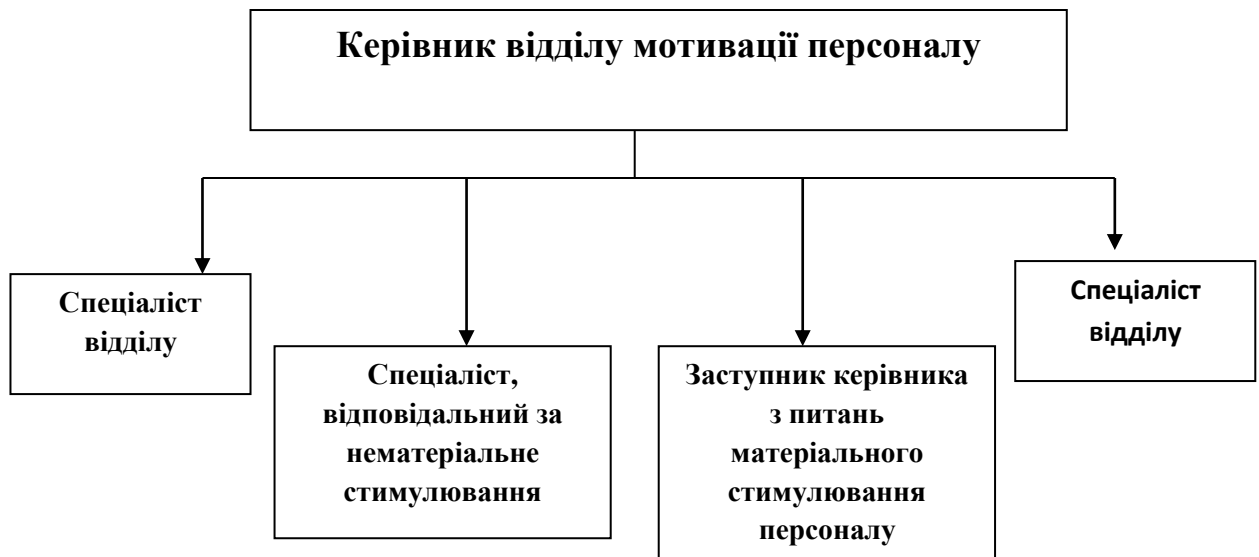 Керівник відділу мотивації персоналу
Спеціаліст
відділу
Спеціаліст,
відповідальний за
нематеріальне
стимулювання
Заступник керівника
з питань
матеріального
стимулювання
персоналу
Спеціаліст
відділу